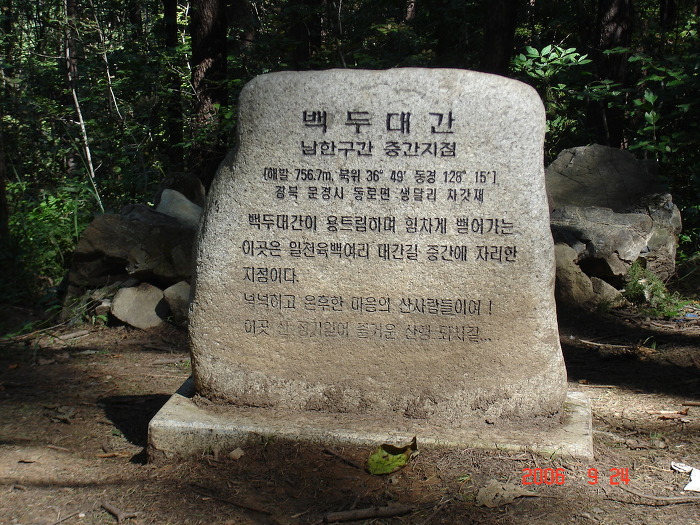 백두대간
남한구간 중간지점
(해발 756.7m, 북위 36° 49' 동경 128° 15')
경북 문경시 동로면 생달리 차갓재
백두대간이 용트림하며 힘차게 뻗어가는
이곳은 일천육백여리 대간길 중간에 자리한
지점이다.
넉넉하고 온후한 마음의 산사람들이여!
이곳 산 정기얻어 즐거운 산행 되시길...
2006 9 24